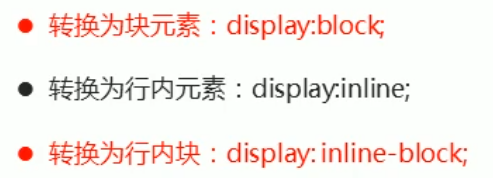 ● 转换为块元素：display:block;
● 转换为行内元素：display:inline;
● 转换为行内块：display: inline-block;